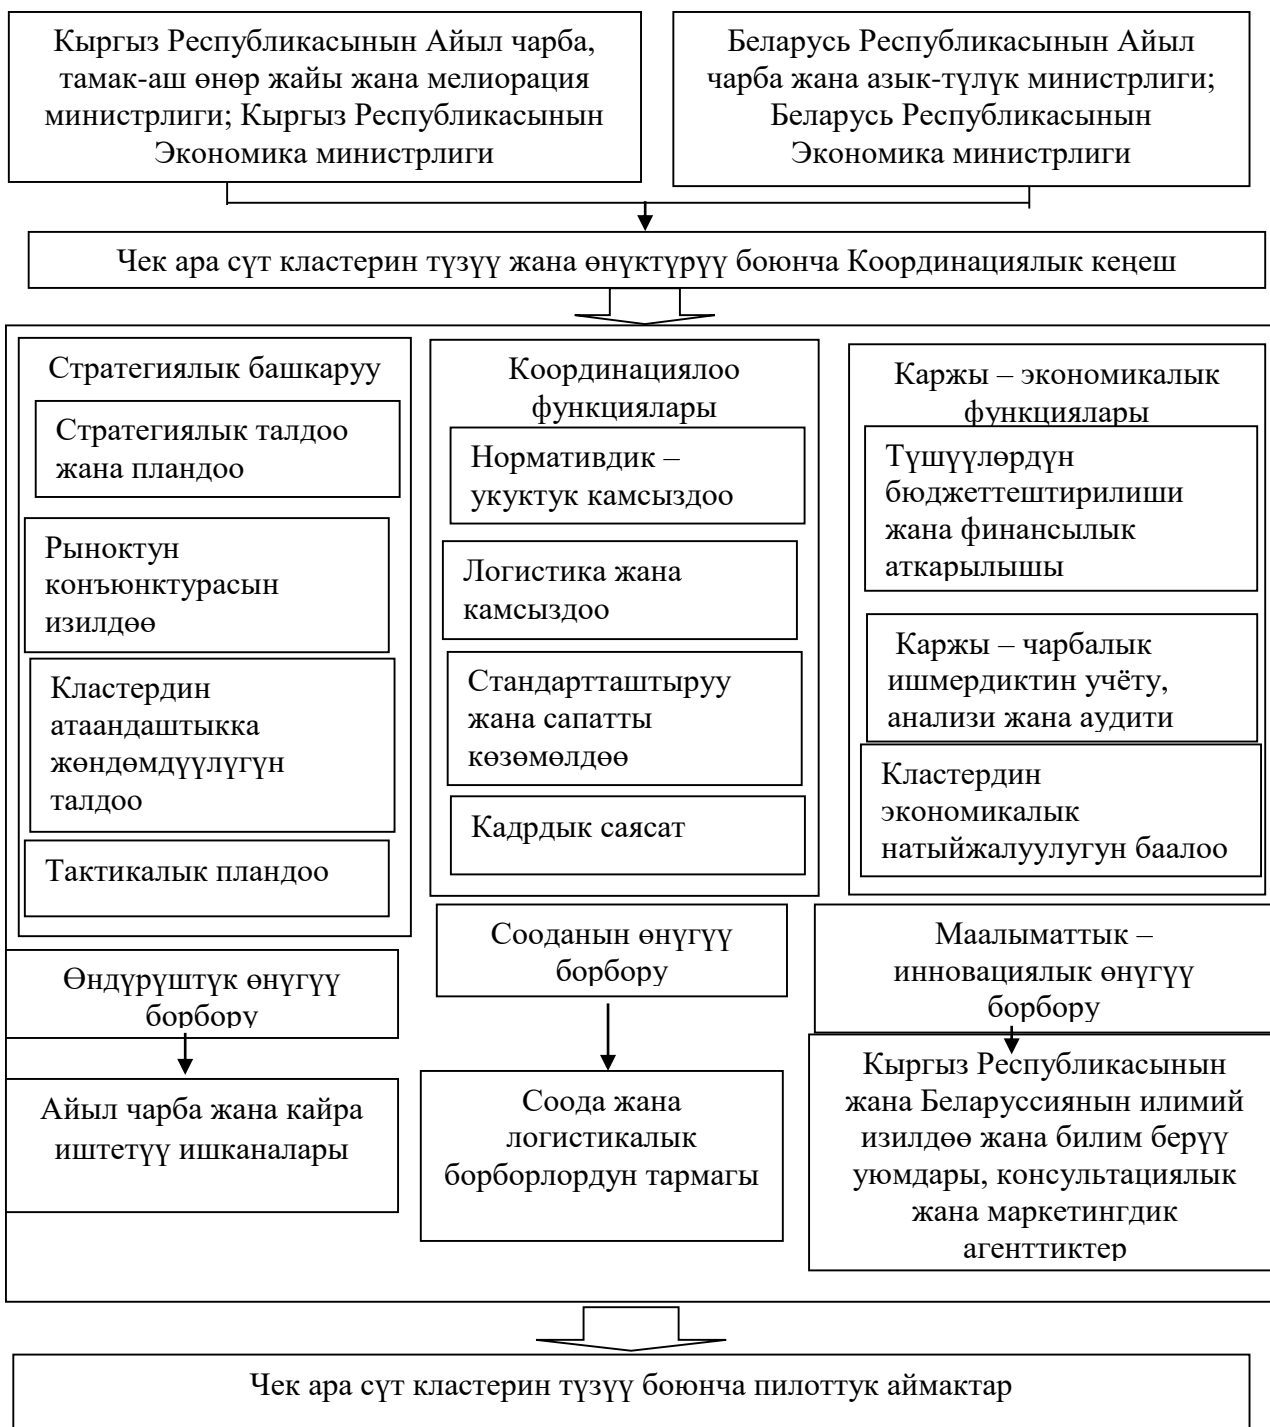 Кыргыз Республикасынын Айыл чарба,
тамак-аш өнөр жайы жана мелиорация
министрлиги; Кыргыз Республикасынын
Экономика министрлиги
Беларусь Республикасынын Айыл
чарба жана азык-түлүк министрлиги;
Беларусь Республикасынын
Экономика министрлиги
Чек ара сүт кластерин түзүү жана өнүктүрүү боюнча Координациялык кеңеш
Стратегиялык башкаруу
Стратегиялык талдоо
жана пландоо
Рыноктун
конъюнктурасын
изилдөө
Кластердин
атаандаштыкка
жөндөмдүүлүгүн
талдоо
Тактикалык пландоо
Координациялоо
функциялары
Нормативдик –
укуктук камсыздоо
Логистика жана
камсыздоо
Стандартташтыруу
жана сапатты
көзөмөлдөө
Кадрдык саясат
Каржы – экономикалык
функциялары
Түшүүлөрдүн
бюджеттештирилиши
жана финансылык
аткарылышы
Каржы – чарбалык
ишмердиктин учёту,
анализи жана аудити
Кластердин
экономикалык
натыйжалуулугун баалоо
Өндүрүштүк өнүгүү
борбору
Сооданын өнүгүү
борбору
Маалыматтык –
инновациялык өнүгүү
борбору
Айыл чарба жана кайра
иштетүү ишканалары
Соода жана
логистикалык
борборлордун тармагы
Кыргыз Республикасынын
жана Беларуссиянын илимий
изилдөө жана билим берүү
уюмдары, консультациялык
жана маркетингдик
агенттиктер
Чек ара сүт кластерин түзүү боюнча пилоттук аймактар